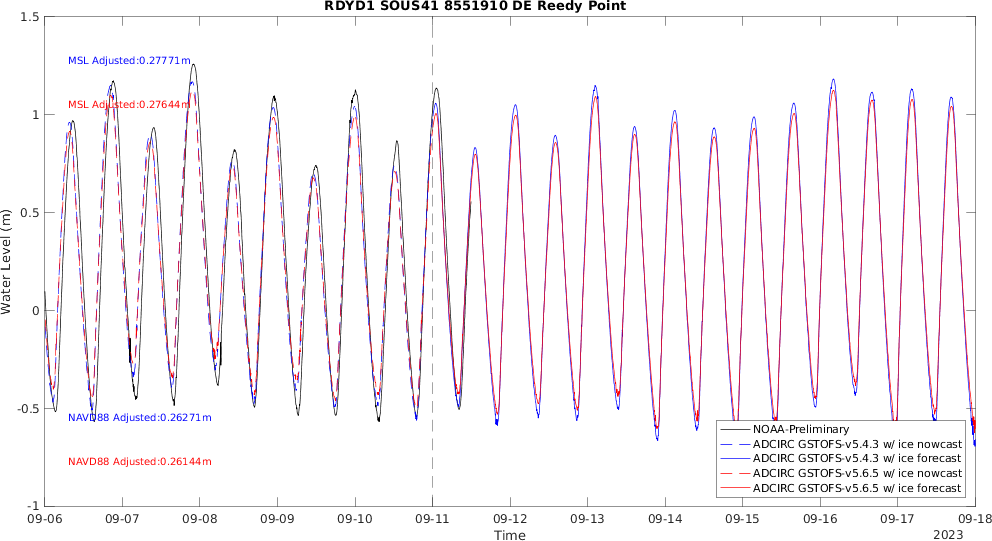 RDYD1 SOUS41 8551910 DE Reedy Point
1.5
1
0.5
0
-0.5
-1
Water Level (m)
MSL Adjusted:0.27771m
MSL Adjusted:0.27644m
NAVD88 Adjusted:0.26271m
NAVD88 Adjusted:0.26144m
NOAA-Preliminary
ADCIRC GSTOFS-v5.4.3 w/ ice nowcast
ADCIRC GSTOFS-v5.4.3 w/ ice forecast
ADCIRC GSTOFS-v5.6.5 w/ ice nowcast
ADCIRC GSTOFS-v5.6.5 w/ ice forecast
09-06 09-07 09-08 09-09 09-10 09-11 09-12 09-13 09-14 09-15 09-16 09-17 09-18
Time
2023